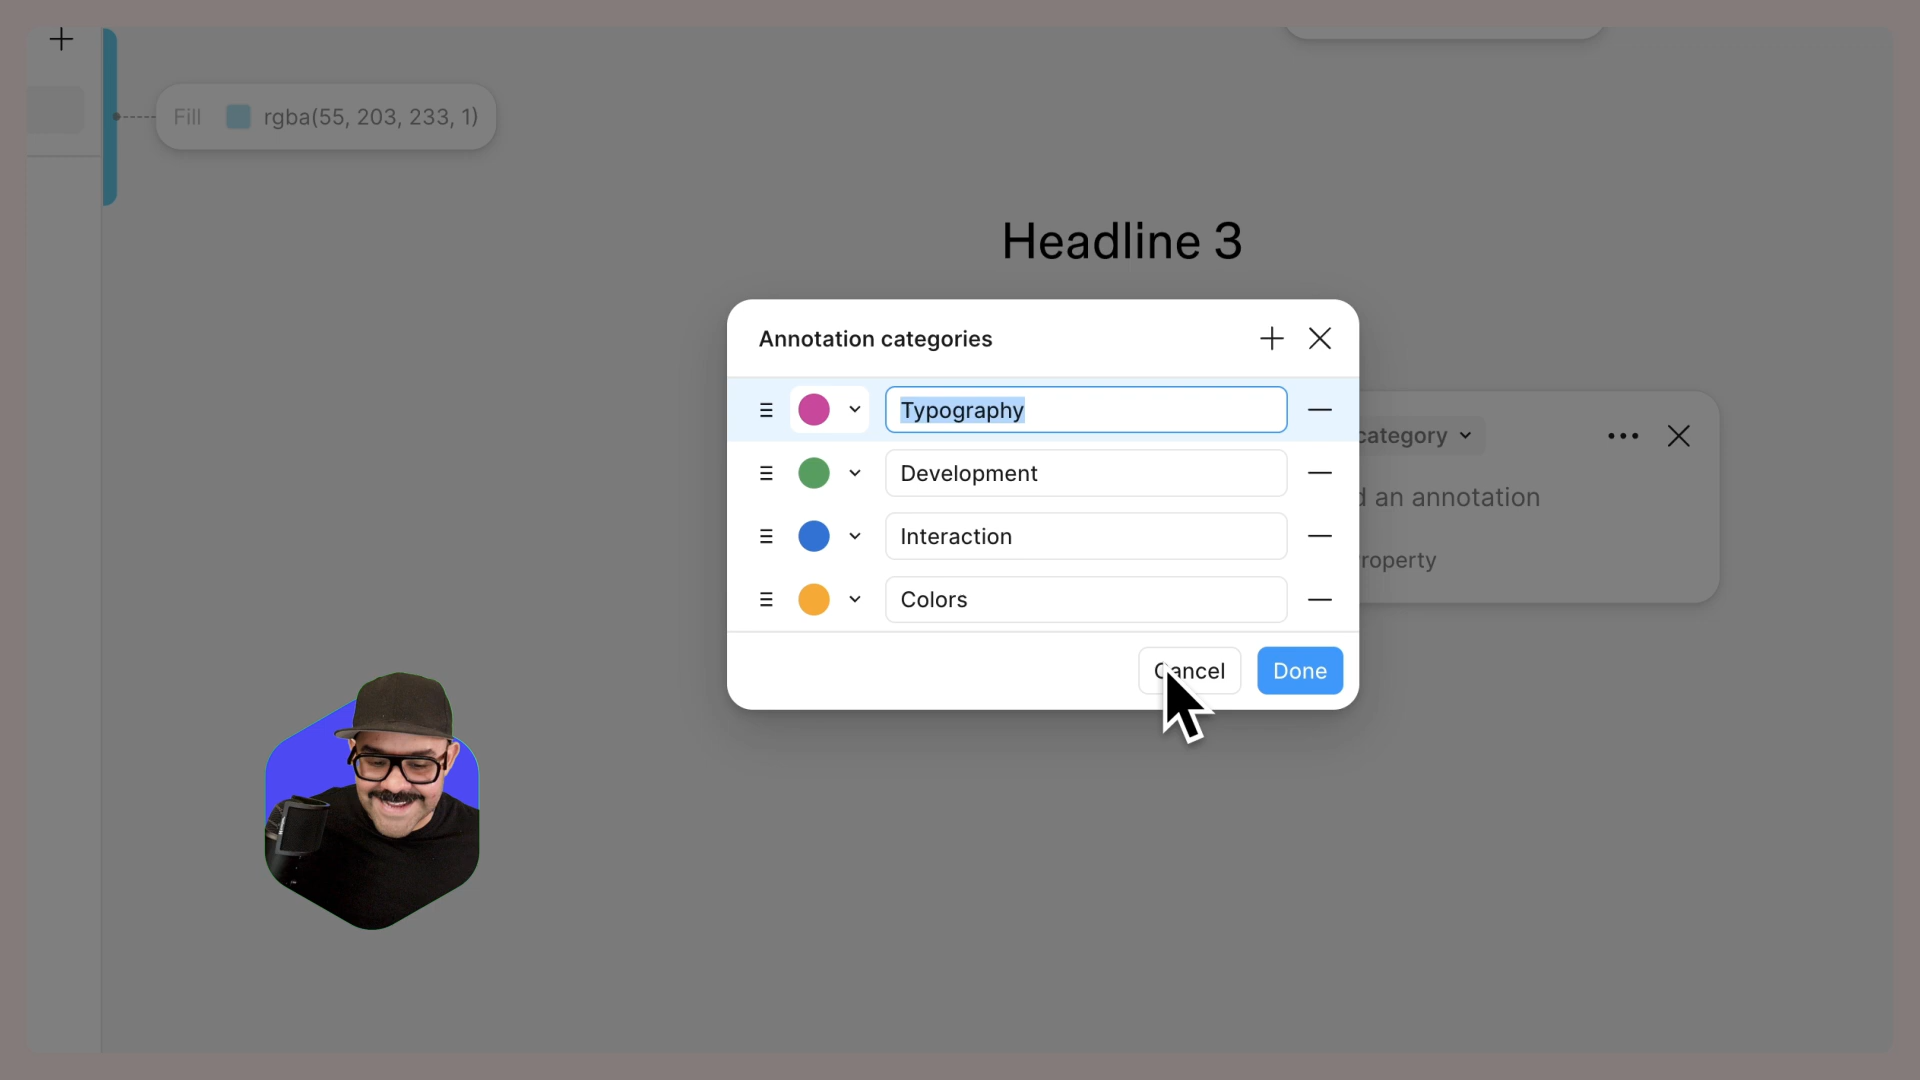 Fill rgba(55, 203, 233, 1)
Headline 3
Annotation categories
Typography
category
Development
an annotation
Interaction
roperty
Colors
Cancel
Done